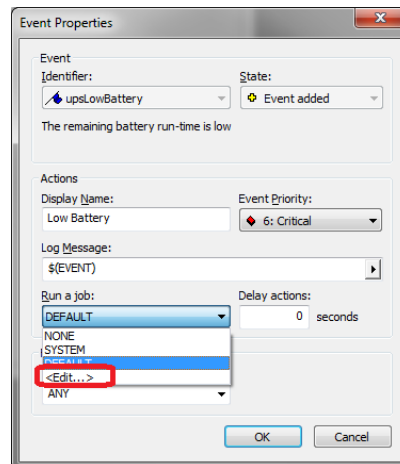 Event Properties
Event
Identifier: State:
upsLowBattery Event added
The remaining battery run-time is low
Actions
Display Name: Event Priority:
Low Battery 6: Critical
Log Message:
$(EVENT)
Run a job: Delay actions:
DEFAULT 0 seconds
NONE
SYSTEM
DEFAULT
<Edit...>
ANY
OK Cancel